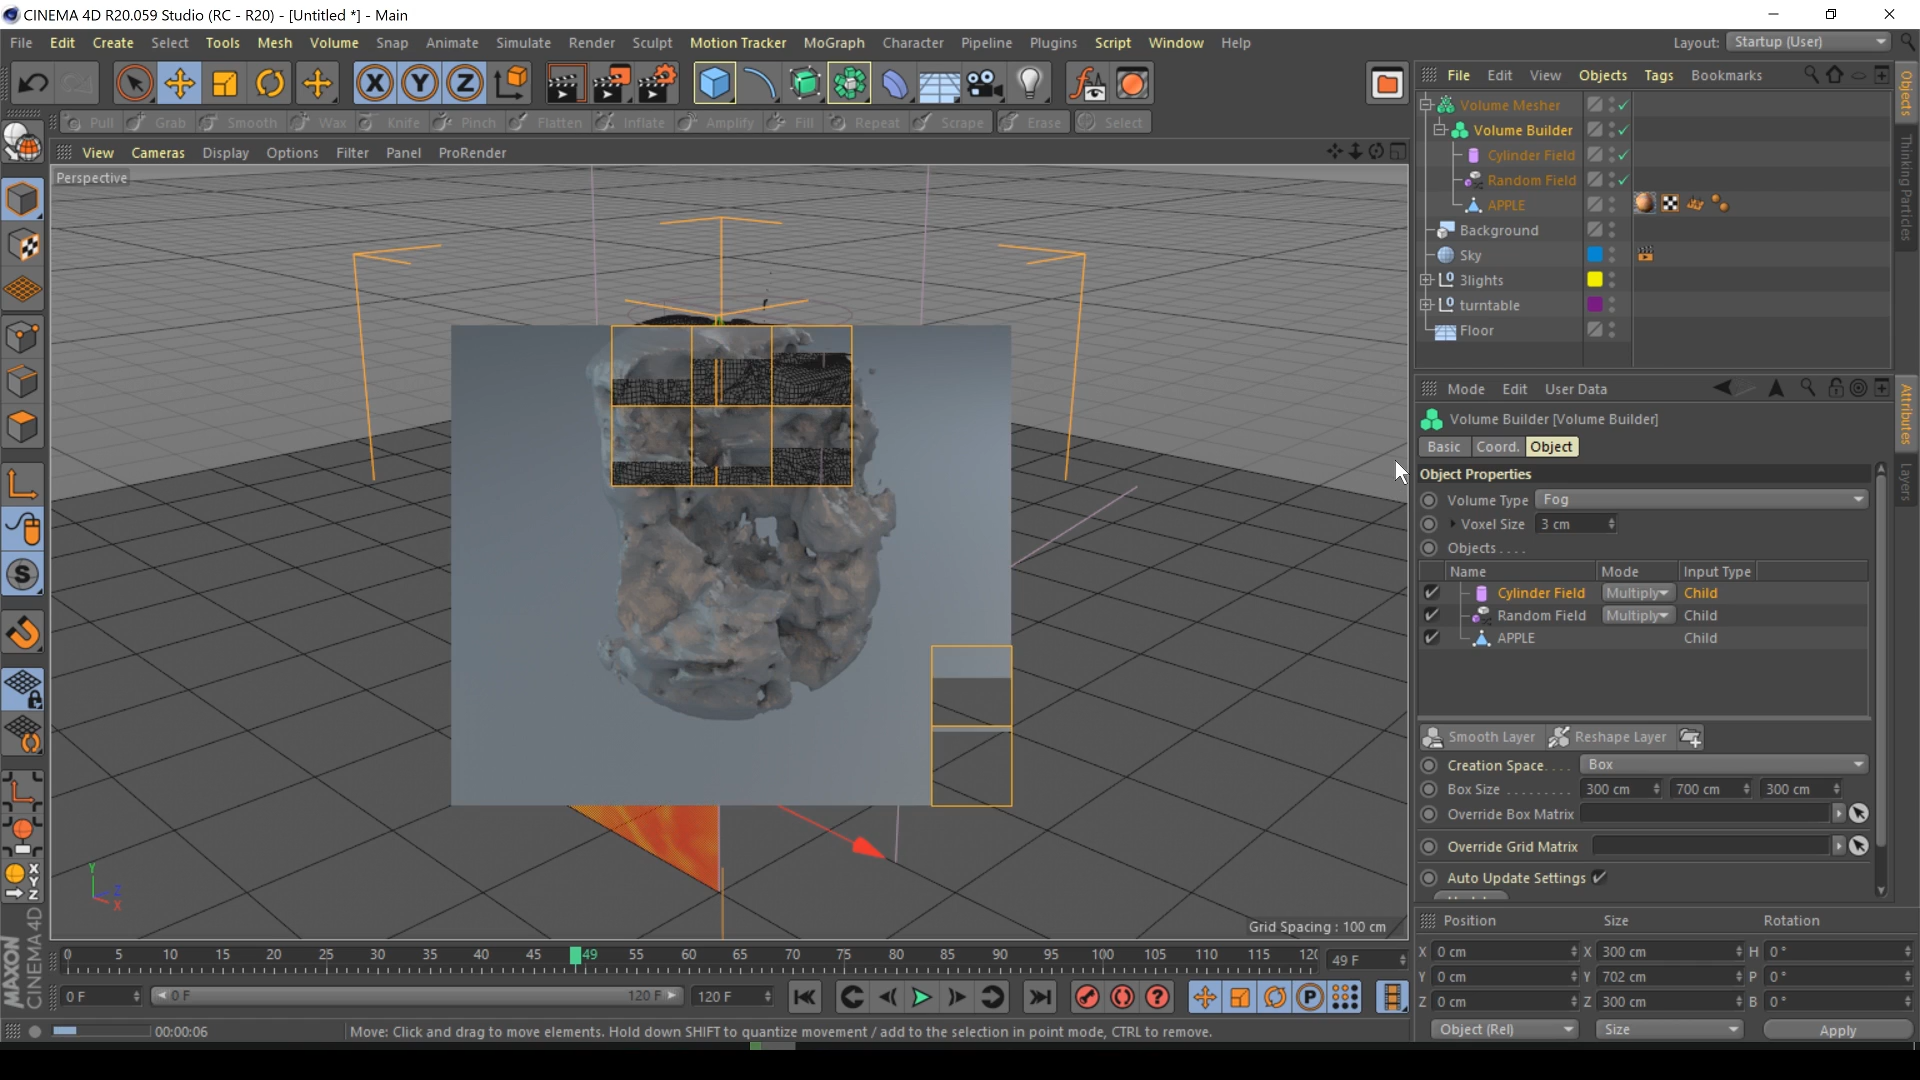 CINEMA 4D R20.059 Studio (RC - R20) - [Untitled *] - Main
File Edit Create Select Tools Mesh Volume Snap Animate Simulate Render Sculpt Motion Tracker MoGraph Character Pipeline Plugins Script Window Help
Layout: Startup (User)
X Y Z
File Edit View Objects Tags Bookmarks
Pull Grab Smooth Wax Knife Pinch Flatten Inflate Amplify Fill Repeat Scrape Erase Select
View Cameras Display Options Filter Panel ProRender
Perspective
Volume Mesher
Volume Builder
Cylinder Field
Random Field
APPLE
Background
Sky
3lights
turntable
Floor
Objects
Thinking Particles
Mode Edit User Data
Volume Builder [Volume Builder]
Basic Coord. Object
Attributes
Layers
Object Properties
Volume Type Fog
Voxel Size 3 cm
Objects . . . .
Name Mode Input Type
Cylinder Field Multiply Child
Random Field Multiply Child
APPLE Child
Smooth Layer Reshape Layer
Creation Space. . . . Box
Box Size . . . . . . . . . 300 cm 700 cm 300 cm
Override Box Matrix
Override Grid Matrix
Auto Update Settings
S
X
Y
Z
Y
Z
X
Grid Spacing : 100 cm
MAXON
CINEMA 4D
0 5 10 15 20 25 30 35 40 45 49 55 60 65 70 75 80 85 90 95 100 105 110 115 120
49 F
0 F 0 F 120 F 120 F
P
Position Size Rotation
X 0 cm X 300 cm H 0 °
Y 0 cm Y 702 cm P 0 °
Z 0 cm Z 300 cm B 0 °
Object (Rel) Size Apply
00:00:06
Move: Click and drag to move elements. Hold down SHIFT to quantize movement / add to the selection in point mode, CTRL to remove.